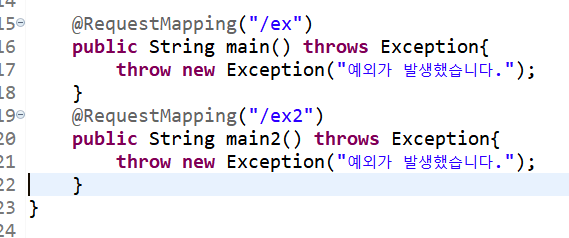 15 @RequestMapping("/ex")
16 public String main() throws Exception{
17 throw new Exception("예외가 발생했습니다.");
18 }
19 @RequestMapping("/ex2")
20 public String main2() throws Exception{
21 throw new Exception("예외가 발생했습니다.");
22 }
23 }
24